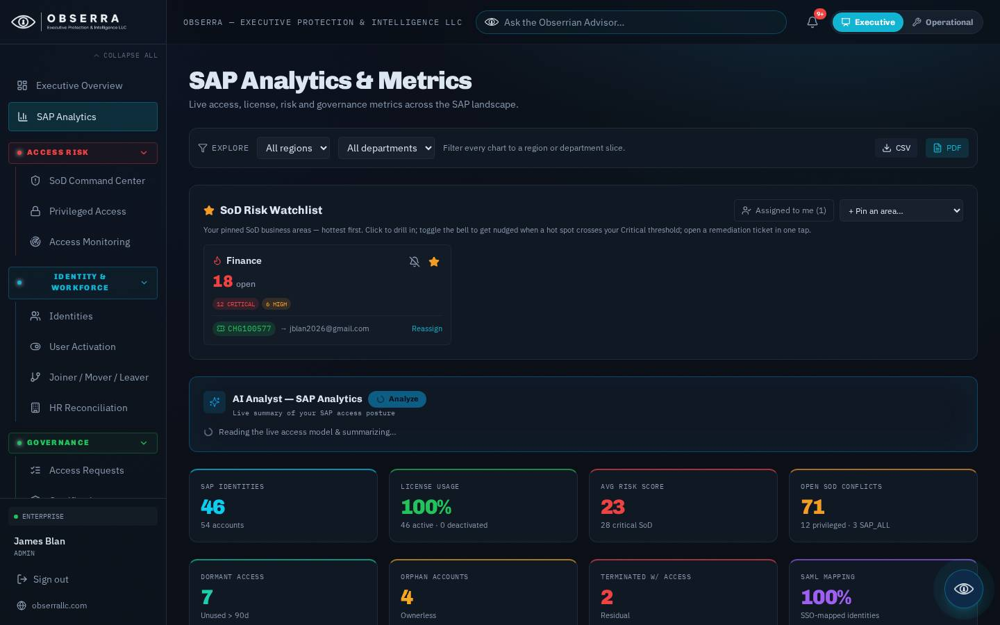 OBSERRA
Executive Protection & Intelligence LLC
OBSERRA — EXECUTIVE PROTECTION & INTELLIGENCE LLC
Ask the Obserrian Advisor...
9+
Executive
Operational
COLLAPSE ALL
Executive Overview
SAP Analytics
ACCESS RISK
SoD Command Center
Privileged Access
Access Monitoring
IDENTITY &
WORKFORCE
Identities
User Activation
Joiner / Mover / Leaver
HR Reconciliation
GOVERNANCE
Access Requests
ENTERPRISE
James Blan
ADMIN
Sign out
obserrallc.com
SAP Analytics & Metrics
Live access, license, risk and governance metrics across the SAP landscape.
EXPLORE
All regions
All departments
Filter every chart to a region or department slice.
CSV
PDF
SoD Risk Watchlist
Assigned to me (1)
+ Pin an area...
Your pinned SoD business areas — hottest first. Click to drill in; toggle the bell to get nudged when a hot spot crosses your Critical threshold; open a remediation ticket in one tap.
Finance
18 open
12 CRITICAL
6 HIGH
CHG100577
→ jblan2026@gmail.com
Reassign
AI Analyst — SAP Analytics
Analyze
Live summary of your SAP access posture
Reading the live access model & summarizing...
SAP IDENTITIES
46
54 accounts
LICENSE USAGE
100%
46 active · 0 deactivated
AVG RISK SCORE
23
28 critical SoD
OPEN SOD CONFLICTS
71
12 privileged · 3 SAP_ALL
DORMANT ACCESS
7
Unused > 90d
ORPHAN ACCOUNTS
4
Ownerless
TERMINATED W/ ACCESS
2
Residual
SAML MAPPING
100%
SSO-mapped identities